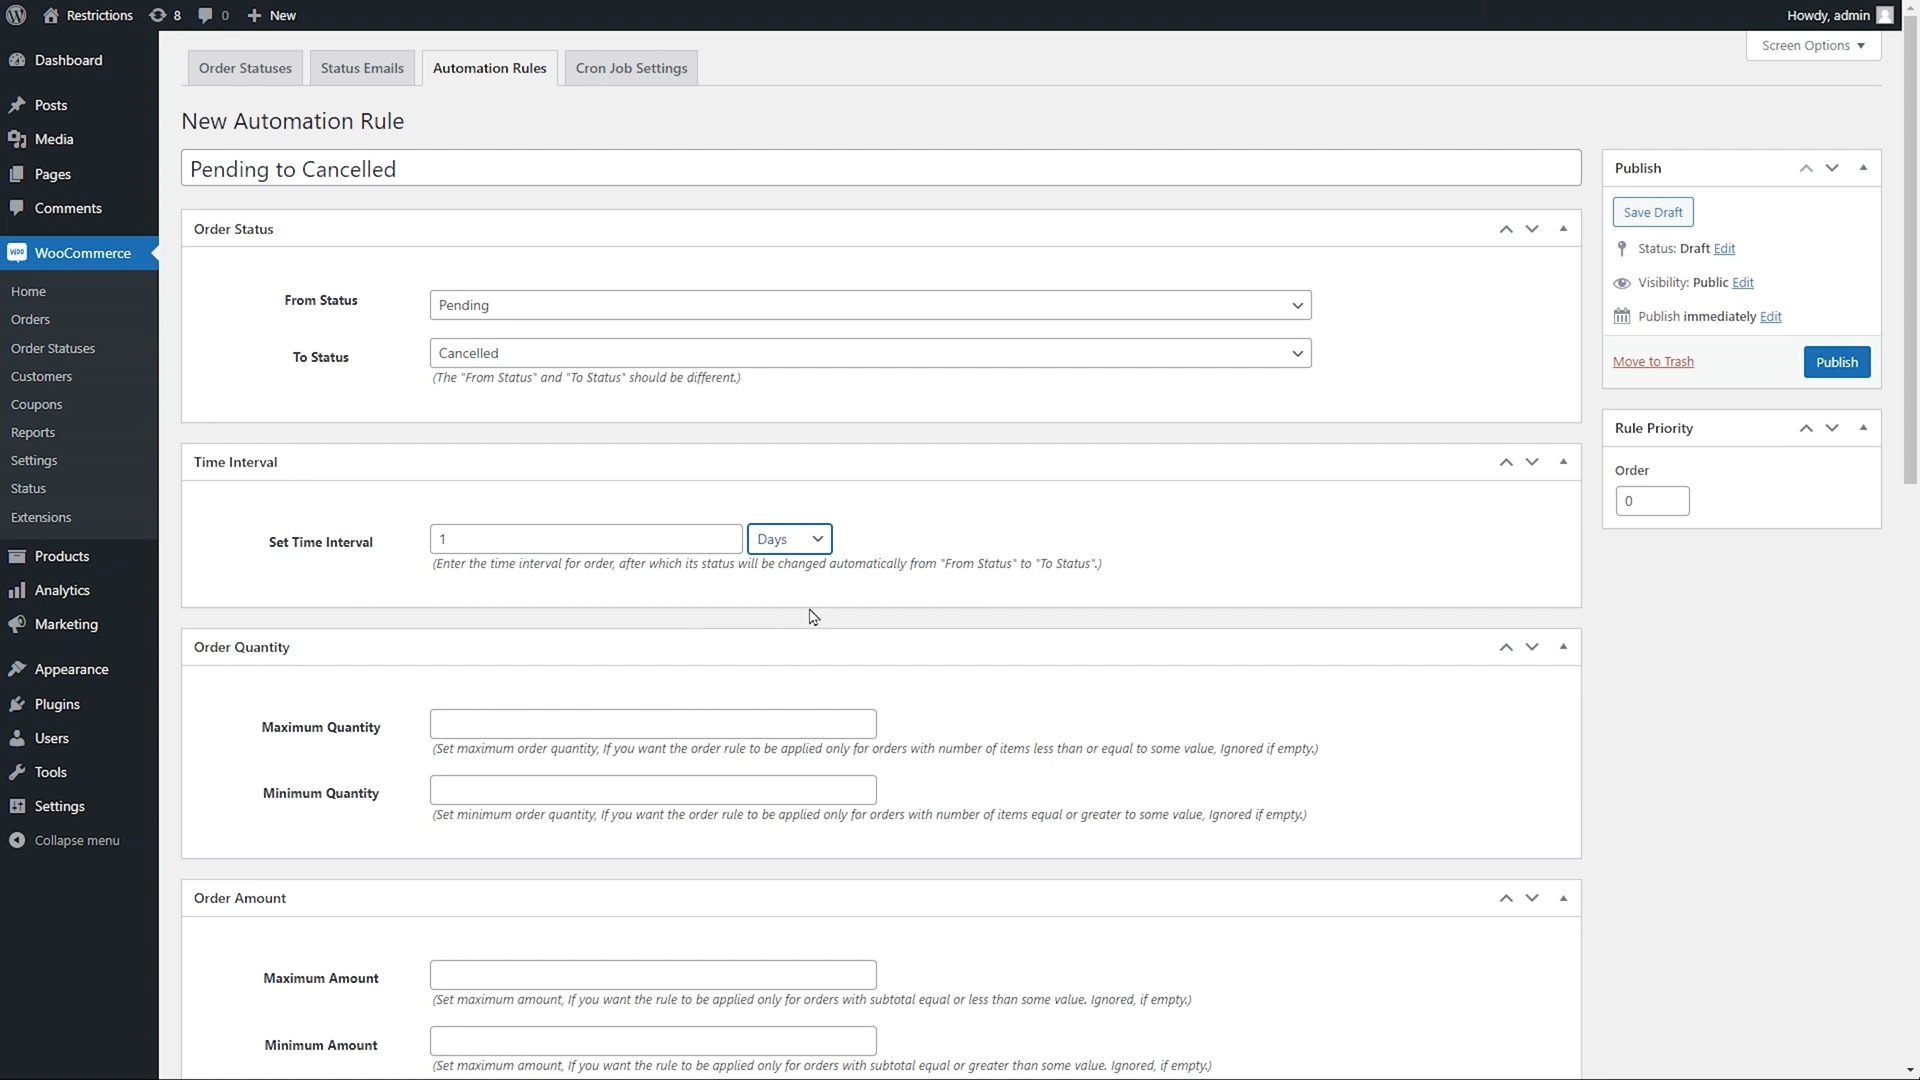 Restrictions 8 0 New Howdy, admin
Screen Options
Dashboard
Posts
Media
Pages
Comments
WooCommerce
Home
Orders
Order Statuses
Customers
Coupons
Reports
Settings
Status
Extensions
Products
Analytics
Marketing
Appearance
Plugins
Users
Tools
Settings
Collapse menu
Order Statuses Status Emails Automation Rules Cron Job Settings
New Automation Rule
Pending to Cancelled
Order Status
From Status Pending
To Status Cancelled
(The "From Status" and "To Status" should be different.)
Time Interval
Set Time Interval 1 Days
(Enter the time interval for order, after which its status will be changed automatically from "From Status" to "To Status".)
Order Quantity
Maximum Quantity
(Set maximum order quantity, If you want the order rule to be applied only for orders with number of items less than or equal to some value, Ignored if empty.)
Minimum Quantity
(Set minimum order quantity, If you want the order rule to be applied only for orders with number of items equal or greater to some value, Ignored if empty.)
Order Amount
Maximum Amount
(Set maximum amount, If you want the rule to be applied only for orders with subtotal equal or less than some value. Ignored, if empty.)
Minimum Amount
(Set maximum amount, If you want the rule to be applied only for orders with subtotal equal or greater than some value. Ignored, if empty.)
Publish
Save Draft
Status: Draft Edit
Visibility: Public Edit
Publish immediately Edit
Move to Trash Publish
Rule Priority
Order
0